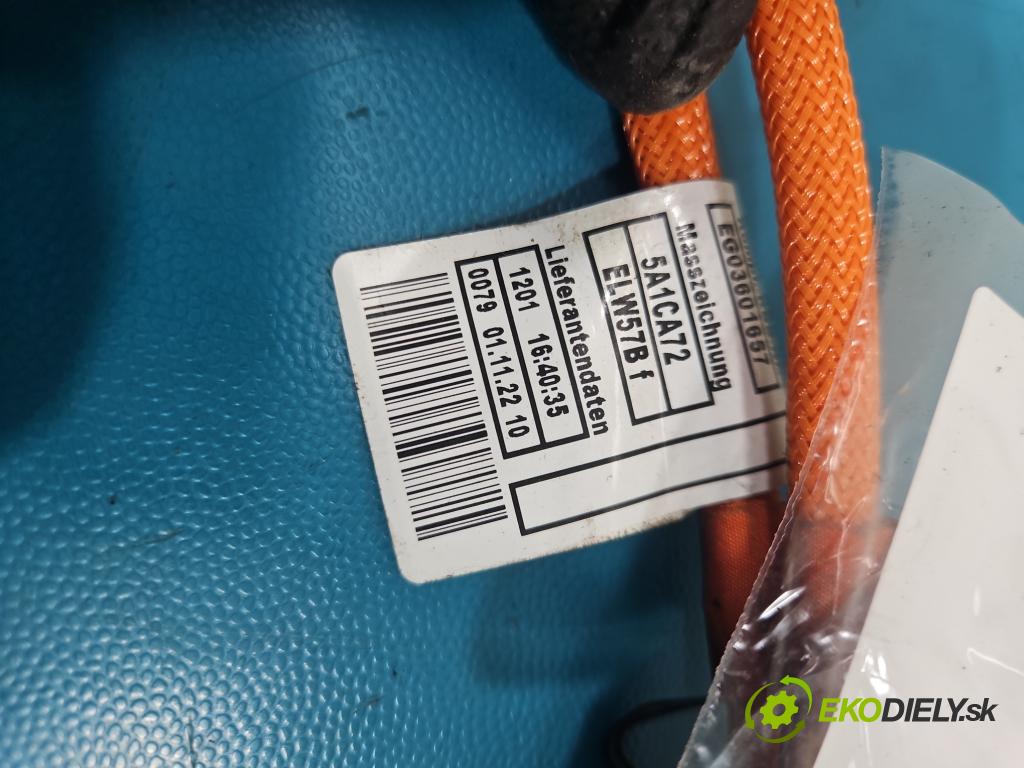 EG03601657
Masszeichnung
5A1CA72
ELW57B f
Lieferantendaten
1201 16:40:35
0079 01.11.22 10
EKODIELY.sk